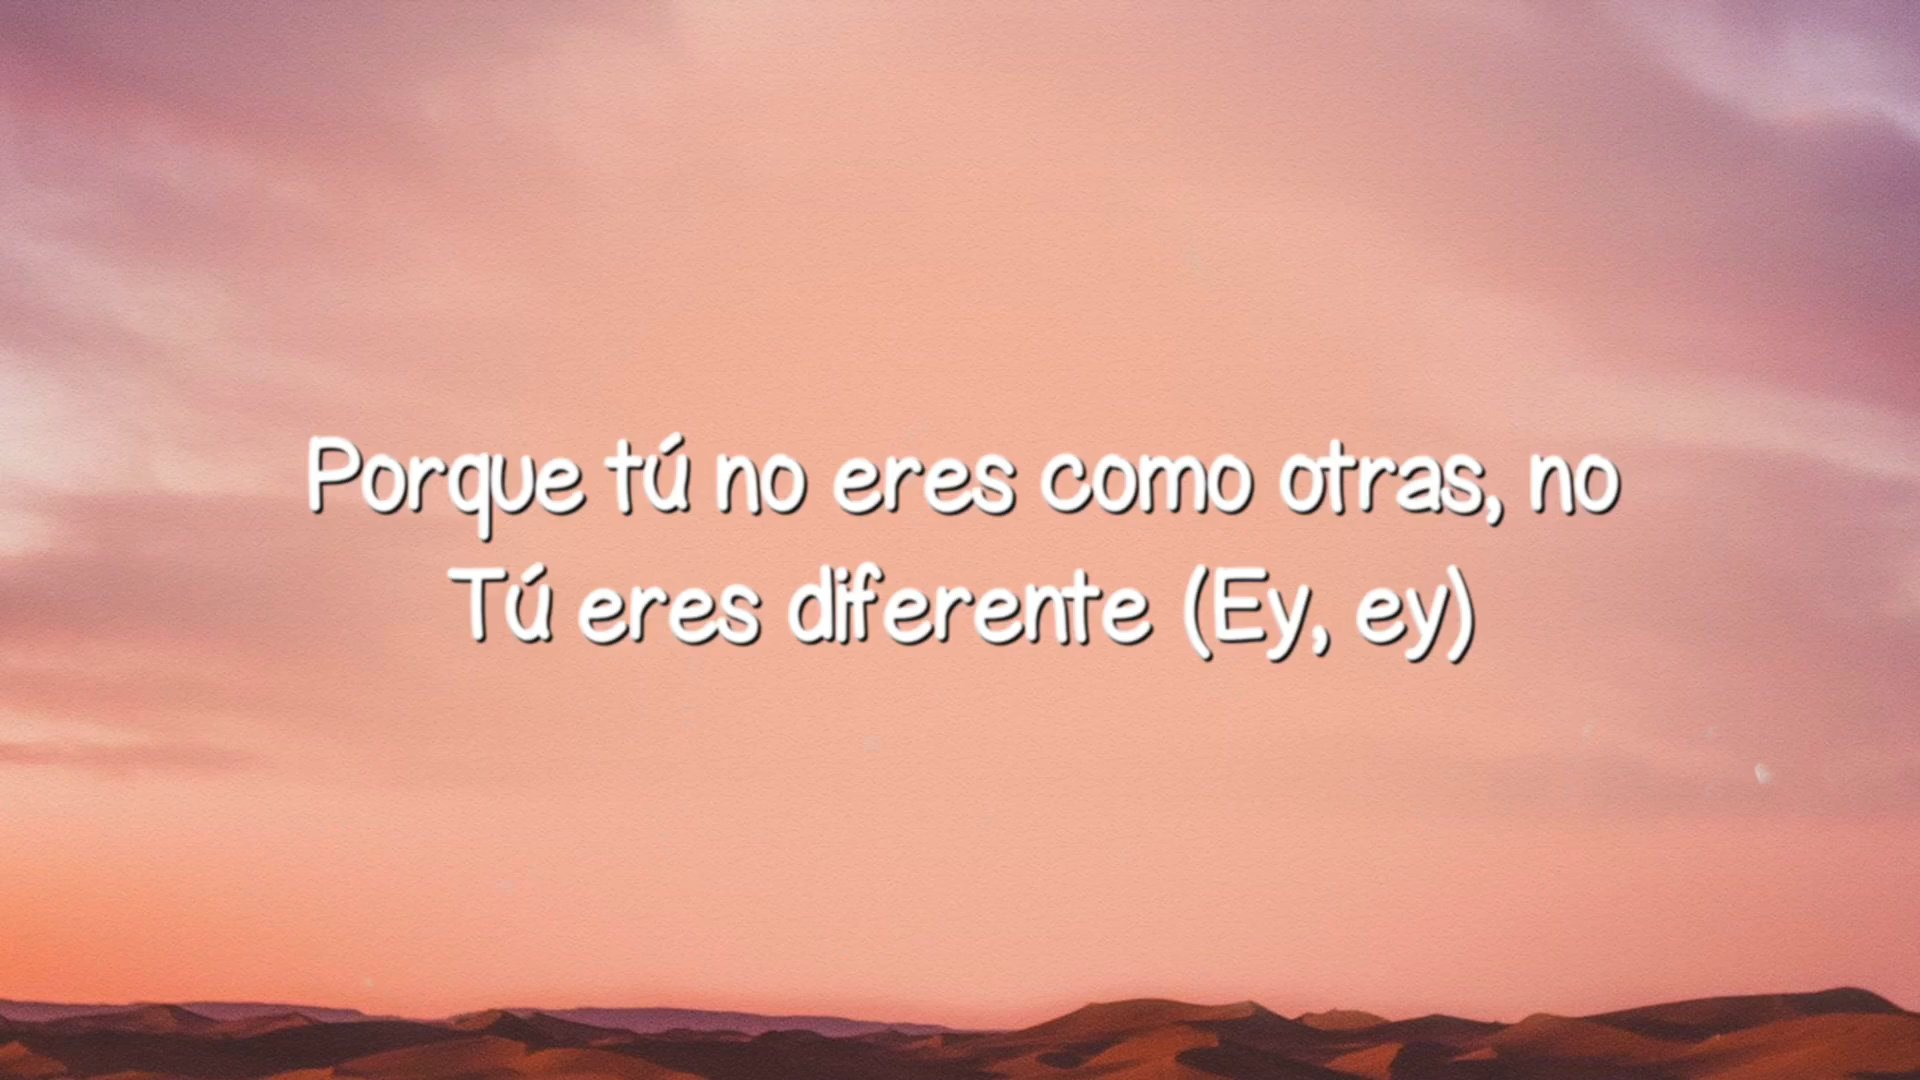 Porque tú no eres como otras, no
Tú eres diferente (Ey, ey)